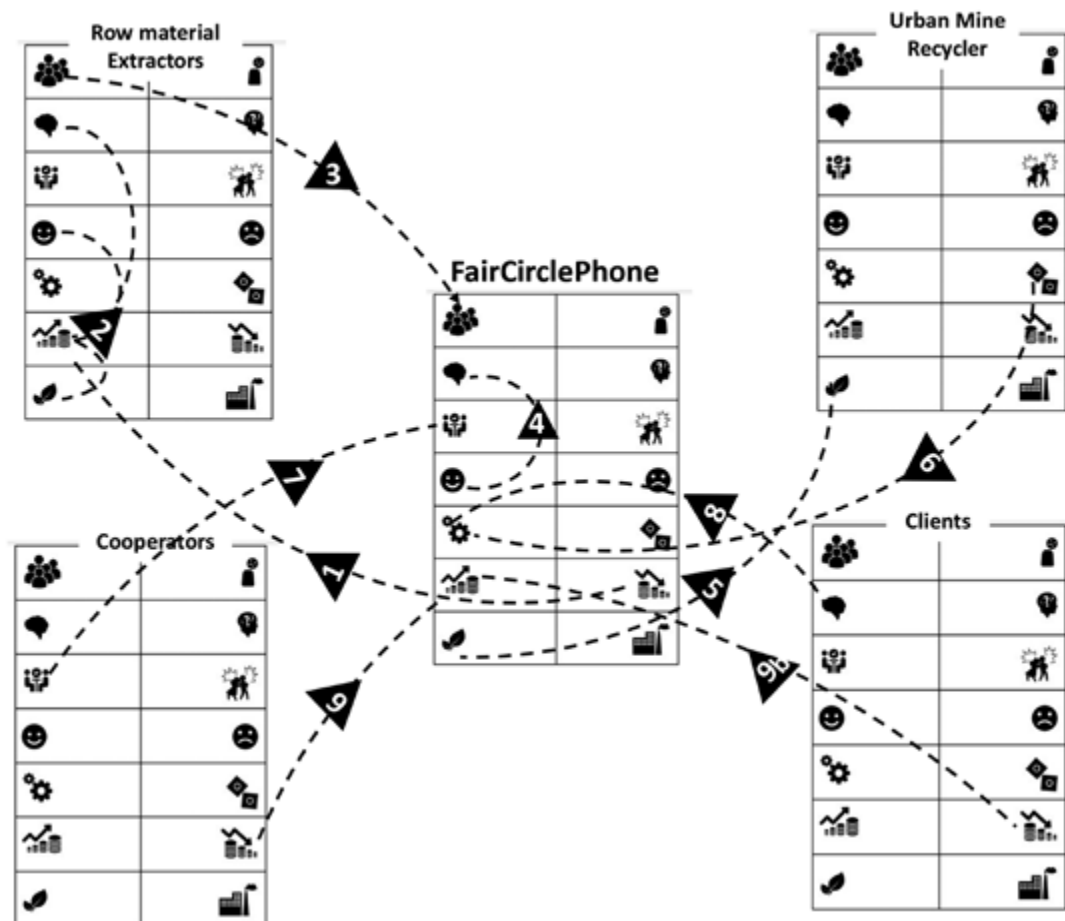 Row material
Extractors
Urban Mine
Recycler
3
2
FairCirclePhone
4
7
6
8
Cooperators
Clients
1
5
9b
9